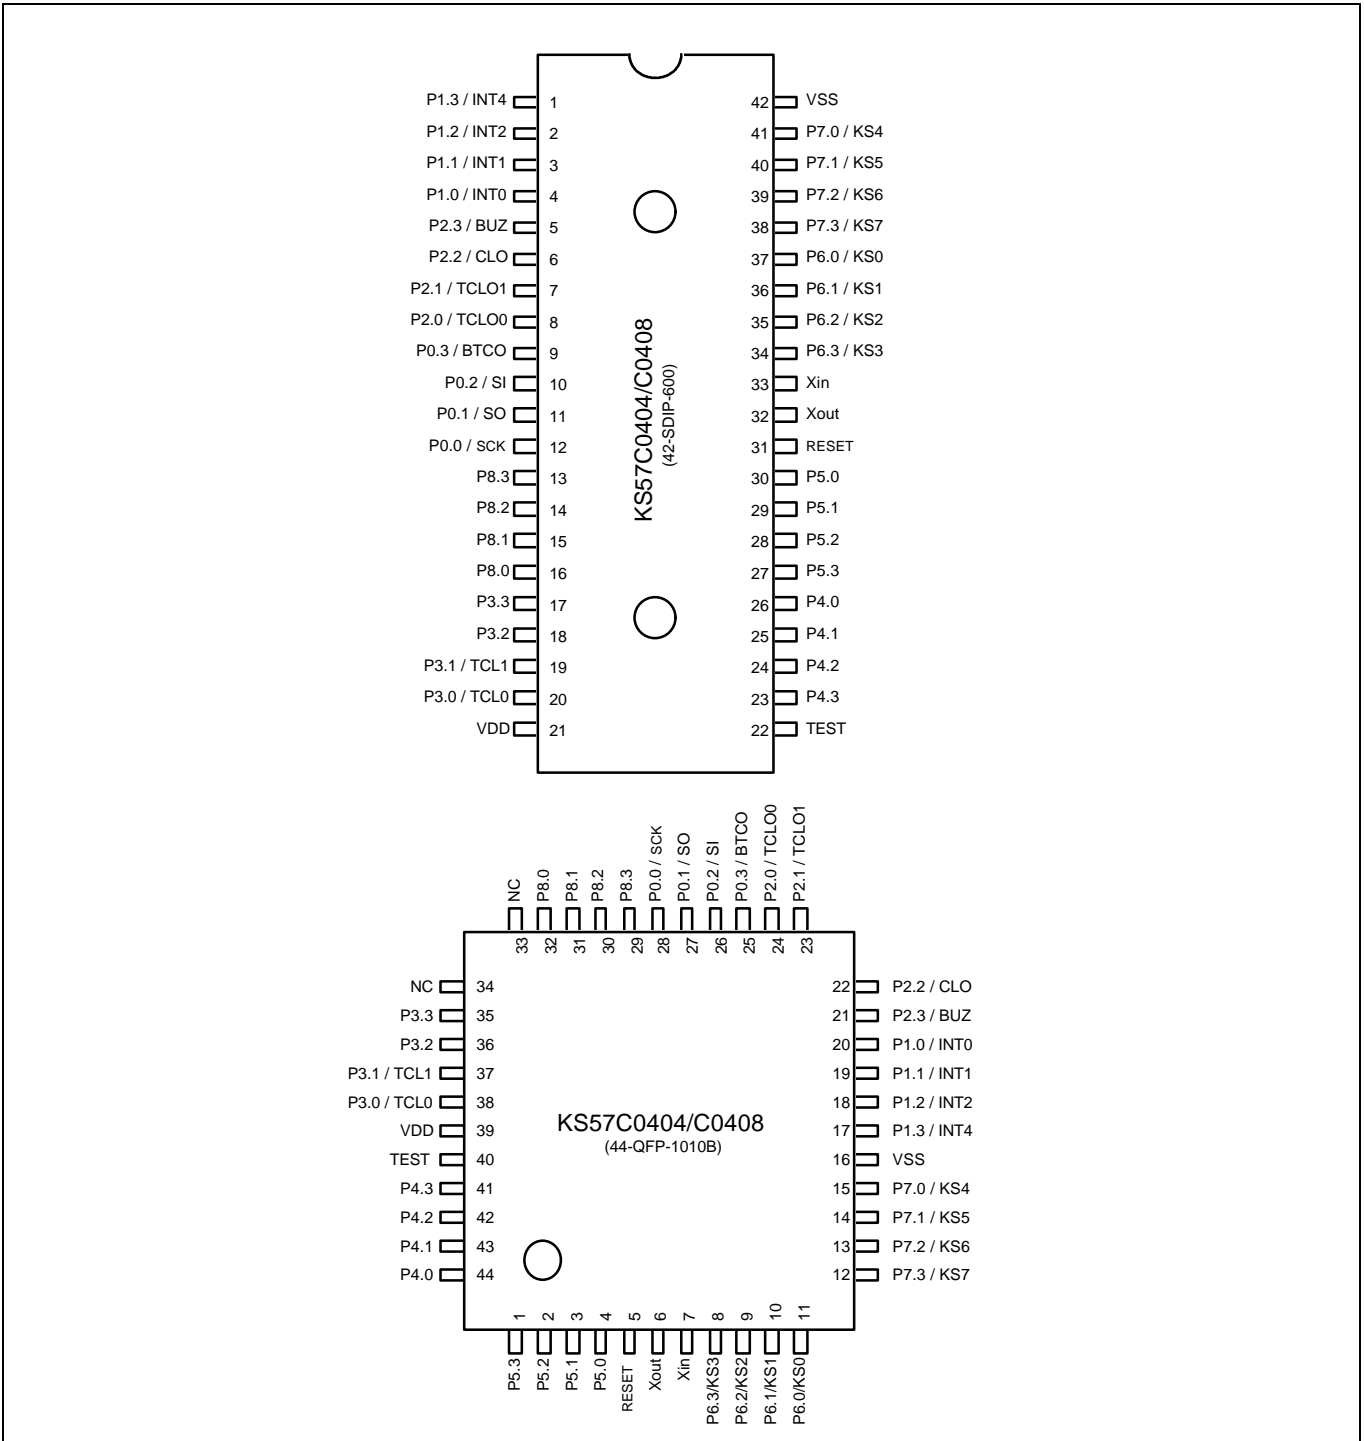 P1.3 / INT4 1 42 VSS
P1.2 / INT2 2 41 P7.0 / KS4
P1.1 / INT1 3 40 P7.1 / KS5
P1.0 / INT0 4 39 P7.2 / KS6
P2.3 / BUZ 5 38 P7.3 / KS7
P2.2 / CLO 6 37 P6.0 / KS0
P2.1 / TCLO1 7 36 P6.1 / KS1
P2.0 / TCLO0 8 35 P6.2 / KS2
P0.3 / BTCO 9 34 P6.3 / KS3
P0.2 / SI 10 33 Xin
P0.1 / SO 11 32 Xout
P0.0 / SCK 12 31 RESET
P8.3 13 30 P5.0
P8.2 14 29 P5.1
P8.1 15 28 P5.2
P8.0 16 27 P5.3
P3.3 17 26 P4.0
P3.2 18 25 P4.1
P3.1 / TCL1 19 24 P4.2
P3.0 / TCL0 20 23 P4.3
VDD 21 22 TEST
KS57C0404/C0408
(42-SDIP-600)
NC P8.0 P8.1 P8.2 P8.3 P0.0 / SCK P0.1 / SO P0.2 / SI P0.3 / BTCO P2.0 / TCLO0 P2.1 / TCLO1
33 32 31 30 29 28 27 26 25 24 23
NC 34 22 P2.2 / CLO
P3.3 35 21 P2.3 / BUZ
P3.2 36 20 P1.0 / INT0
P3.1 / TCL1 37 19 P1.1 / INT1
P3.0 / TCL0 38 18 P1.2 / INT2
VDD 39 17 P1.3 / INT4
TEST 40 16 VSS
P4.3 41 15 P7.0 / KS4
P4.2 42 14 P7.1 / KS5
P4.1 43 13 P7.2 / KS6
P4.0 44 12 P7.3 / KS7
KS57C0404/C0408
(44-QFP-1010B)
1 2 3 4 5 6 7 8 9 10 11
P5.3 P5.2 P5.1 P5.0 RESET Xout Xin P6.3/KS3 P6.2/KS2 P6.1/KS1 P6.0/KS0